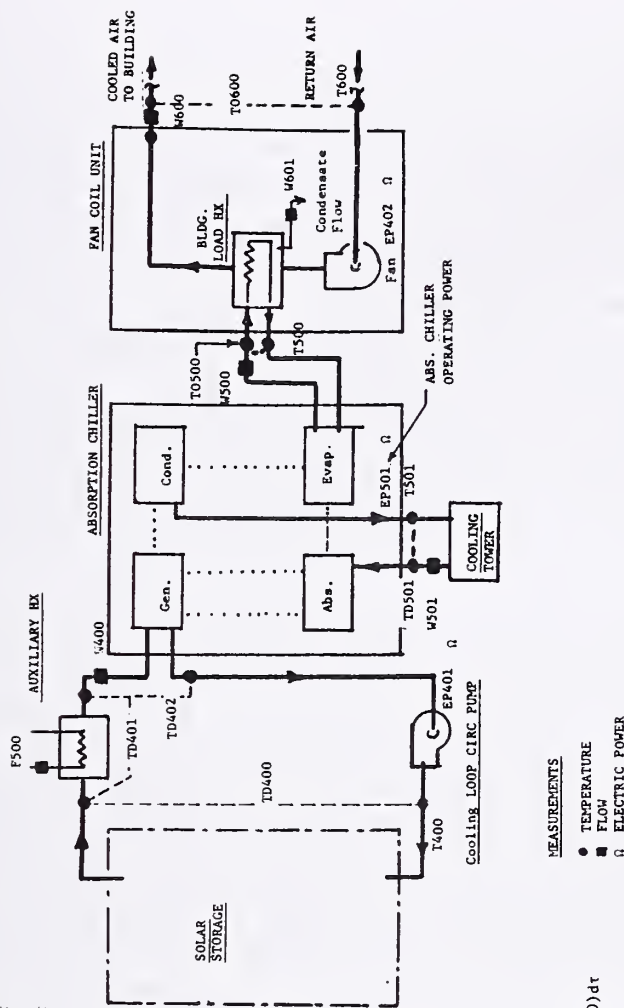 AUXILIARY HX
F500
W400
TD401
TD402
TD400
SOLAR
STORAGE
T400
EP401
Cooling LOOP CIRC PUMP
ABSORPTION CHILLER
Gen.
Cond.
Abs.
Evap.
EP501 Ω
TD501
T501
W501
Ω
COOLING
TOWER
ABS. CHILLER
OPERATING POWER
TO500
W500
T500
FAN COIL UNIT
BLDG.
LOAD HX
W601
Condensate
Flow
Fan EP402 Ω
W600
TO600
T600
COOLED AIR
TO BUILDING
RETURN AIR
MEASUREMENTS
● TEMPERATURE
■ FLOW
Ω ELECTRIC POWER
)dτ